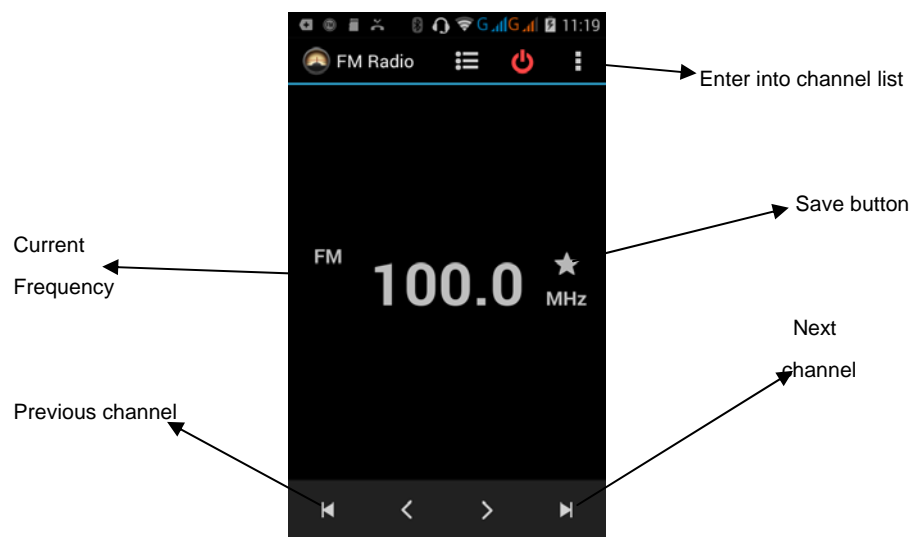 G G 11:19
FM Radio
Enter into channel list
Save button
Current
Frequency
FM
100.0
MHz
Next
channel
Previous channel